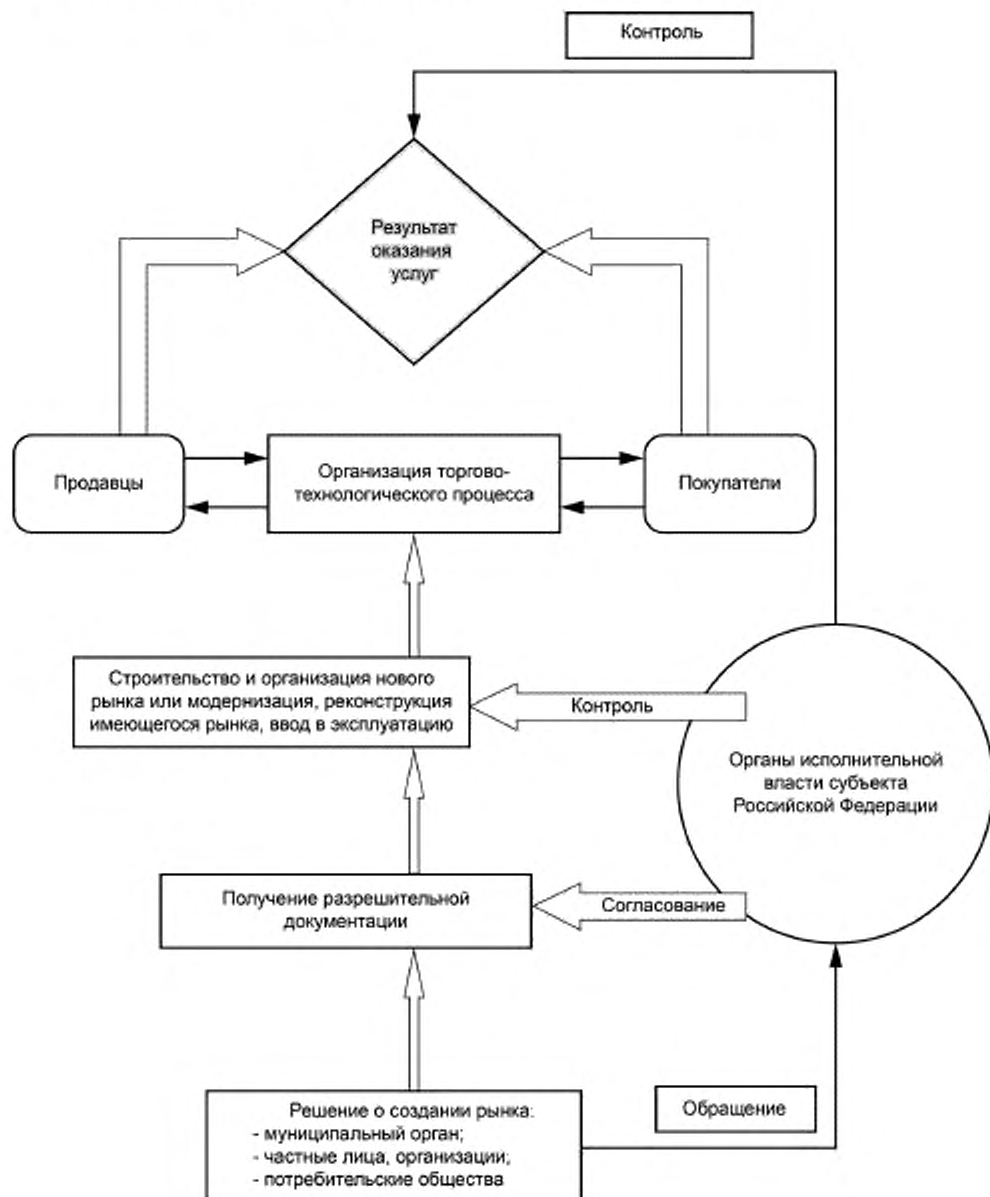 Контроль
Результат
оказания
услуг
Продавцы
Организация торгово-
технологического процесса
Покупатели
Строительство и организация нового
рынка или модернизация, реконструкция
имеющегося рынка, ввод в эксплуатацию
Контроль
Органы исполнительной
власти субъекта
Российской Федерации
Получение разрешительной
документации
Согласование
Решение о создании рынка:
- муниципальный орган;
- частные лица, организации;
- потребительские общества
Обращение